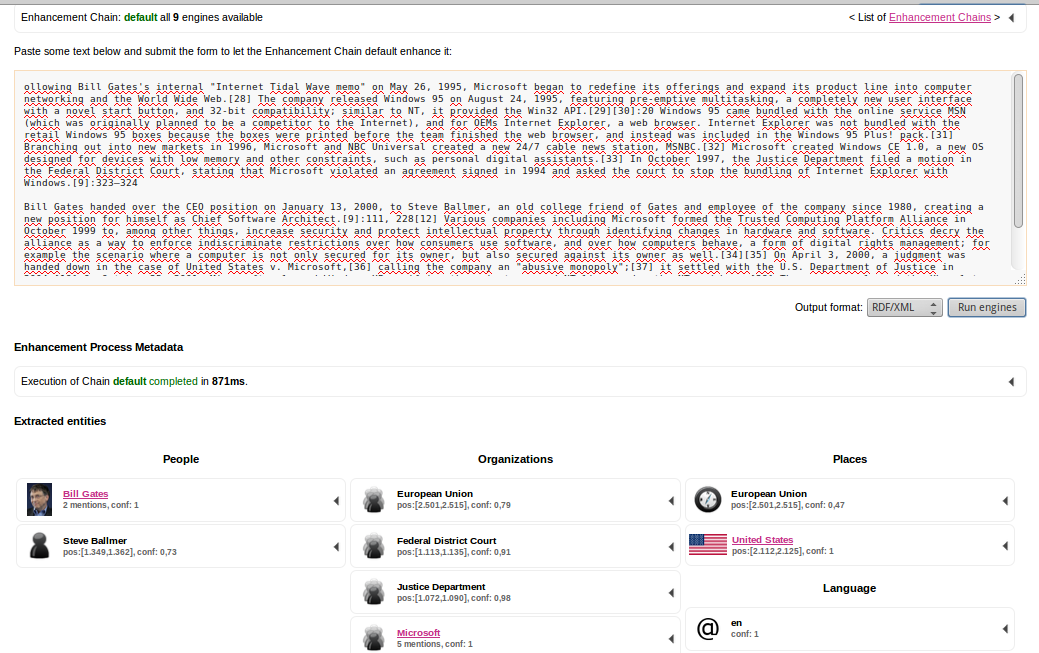 Enhancement Chain: default all 9 engines available
< List of Enhancement Chains >
Paste some text below and submit the form to let the Enhancement Chain default enhance it:
ollowing Bill Gates's internal "Internet Tidal Wave memo" on May 26, 1995, Microsoft began to redefine its offerings and expand its product line into computer
networking and the World Wide Web.[28] The company released Windows 95 on August 24, 1995, featuring pre-emptive multitasking, a completely new user interface
with a novel start button, and 32-bit compatibility; similar to NT, it provided the Win32 API.[29][30]:20 Windows 95 came bundled with the online service MSN
(which was originally planned to be a competitor to the Internet), and for OEMs Internet Explorer, a web browser. Internet Explorer was not bundled with the
retail Windows 95 boxes because the boxes were printed before the team finished the web browser, and instead was included in the Windows 95 Plus! pack.[31]
Branching out into new markets in 1996, Microsoft and NBC Universal created a new 24/7 cable news station, MSNBC.[32] Microsoft created Windows CE 1.0, a new OS
designed for devices with low memory and other constraints, such as personal digital assistants.[33] In October 1997, the Justice Department filed a motion in
the Federal District Court, stating that Microsoft violated an agreement signed in 1994 and asked the court to stop the bundling of Internet Explorer with
Windows.[9]:323–324
Bill Gates handed over the CEO position on January 13, 2000, to Steve Ballmer, an old college friend of Gates and employee of the company since 1980, creating a
new position for himself as Chief Software Architect.[9]:111, 228[12] Various companies including Microsoft formed the Trusted Computing Platform Alliance in
October 1999 to, among other things, increase security and protect intellectual property through identifying changes in hardware and software. Critics decry the
alliance as a way to enforce indiscriminate restrictions over how consumers use software, and over how computers behave, a form of digital rights management; for
example the scenario where a computer is not only secured for its owner, but also secured against its owner as well.[34][35] On April 3, 2000, a judgment was
handed down in the case of United States v. Microsoft,[36] calling the company an "abusive monopoly";[37] it settled with the U.S. Department of Justice in
Output format: RDF/XML Run engines
Enhancement Process Metadata
Execution of Chain default completed in 871ms.
Extracted entities
People
Bill Gates
2 mentions, conf: 1
Steve Ballmer
pos:[1.349,1.362], conf: 0,73
Organizations
European Union
pos:[2.501,2.515], conf: 0,79
Federal District Court
pos:[1.113,1.135], conf: 0,91
Justice Department
pos:[1.072,1.090], conf: 0,98
Microsoft
5 mentions, conf: 1
Places
European Union
pos:[2.501,2.515], conf: 0,47
United States
pos:[2.112,2.125], conf: 1
Language
@ en
conf: 1